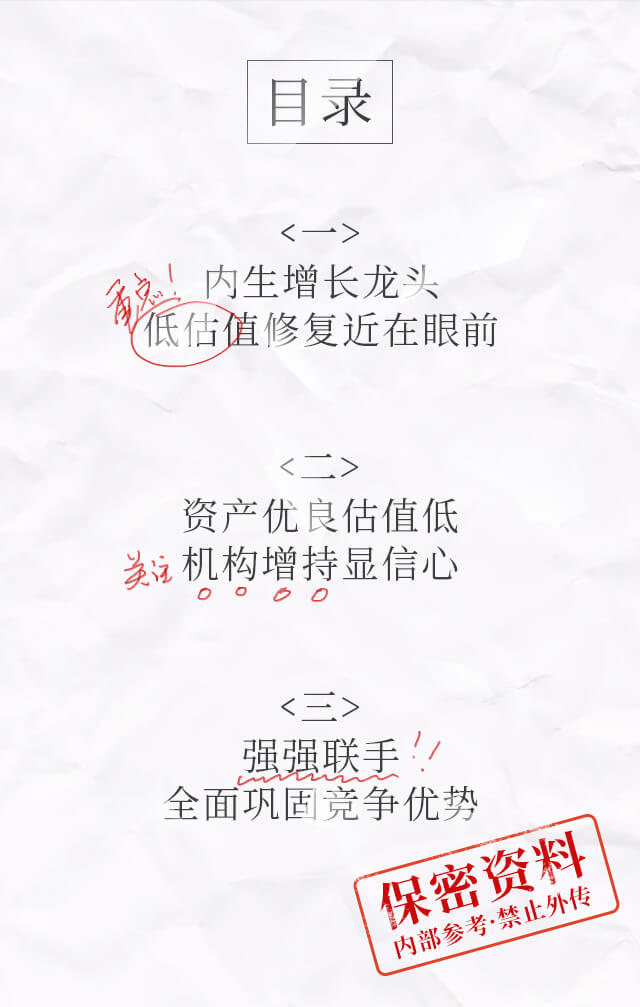 目录
<一>
重点!
内生增长龙头
低估值修复近在眼前
<二>
资产优良估值低
关注
机构增持显信心
<三>
强强联手!!
全面巩固竞争优势
保密资料
内部参考·禁止外传